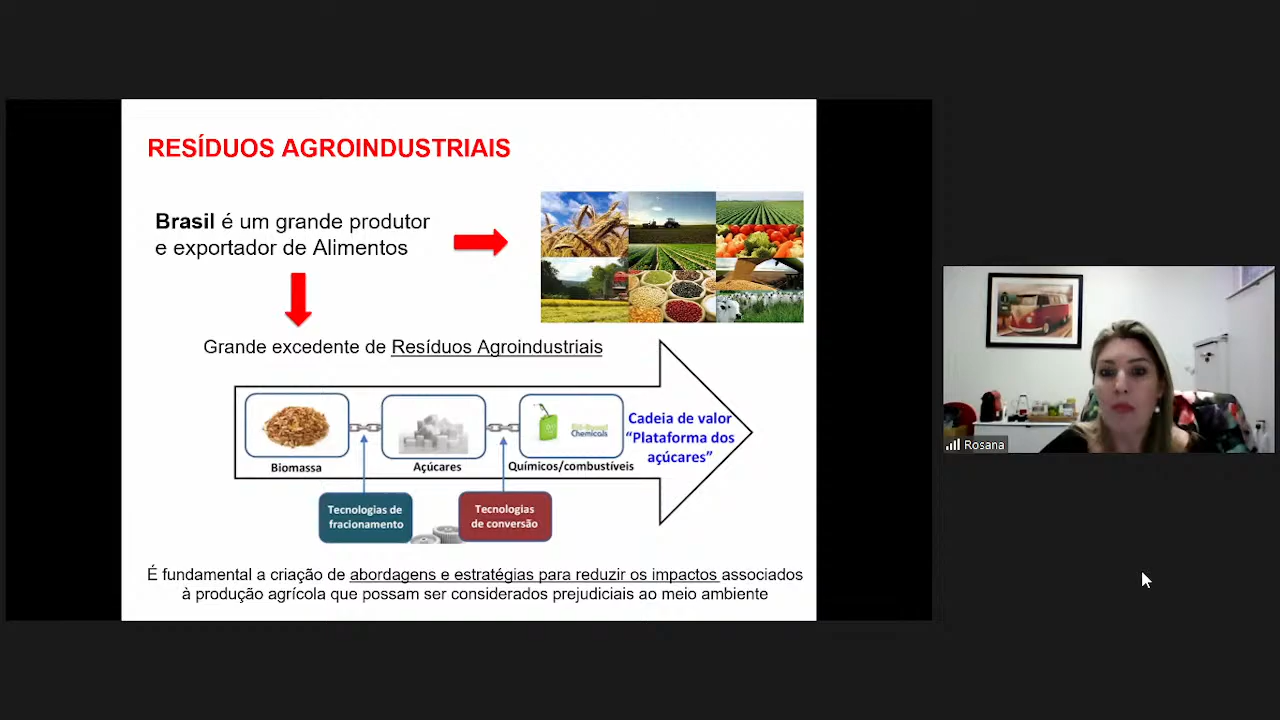 RESÍDUOS AGROINDUSTRIAIS
Brasil é um grande produtor
e exportador de Alimentos
Grande excedente de Resíduos Agroindustriais
Biomassa
Açúcares
Chemicals
Químicos/combustíveis
Cadeia de valor
“Plataforma dos
açúcares”
Tecnologias de
fracionamento
Tecnologias
de conversão
É fundamental a criação de abordagens e estratégias para reduzir os impactos associados
à produção agrícola que possam ser considerados prejudiciais ao meio ambiente
Rosana